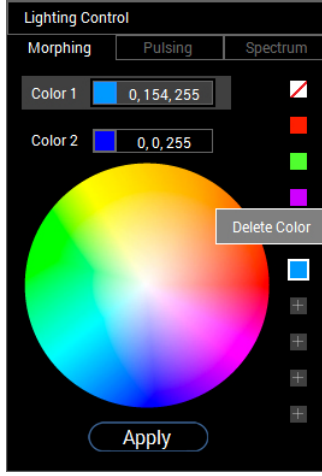 Lighting Control
Morphing Pulsing Spectrum
Color 1 0, 154, 255
Color 2 0, 0, 255
Delete Color
Apply